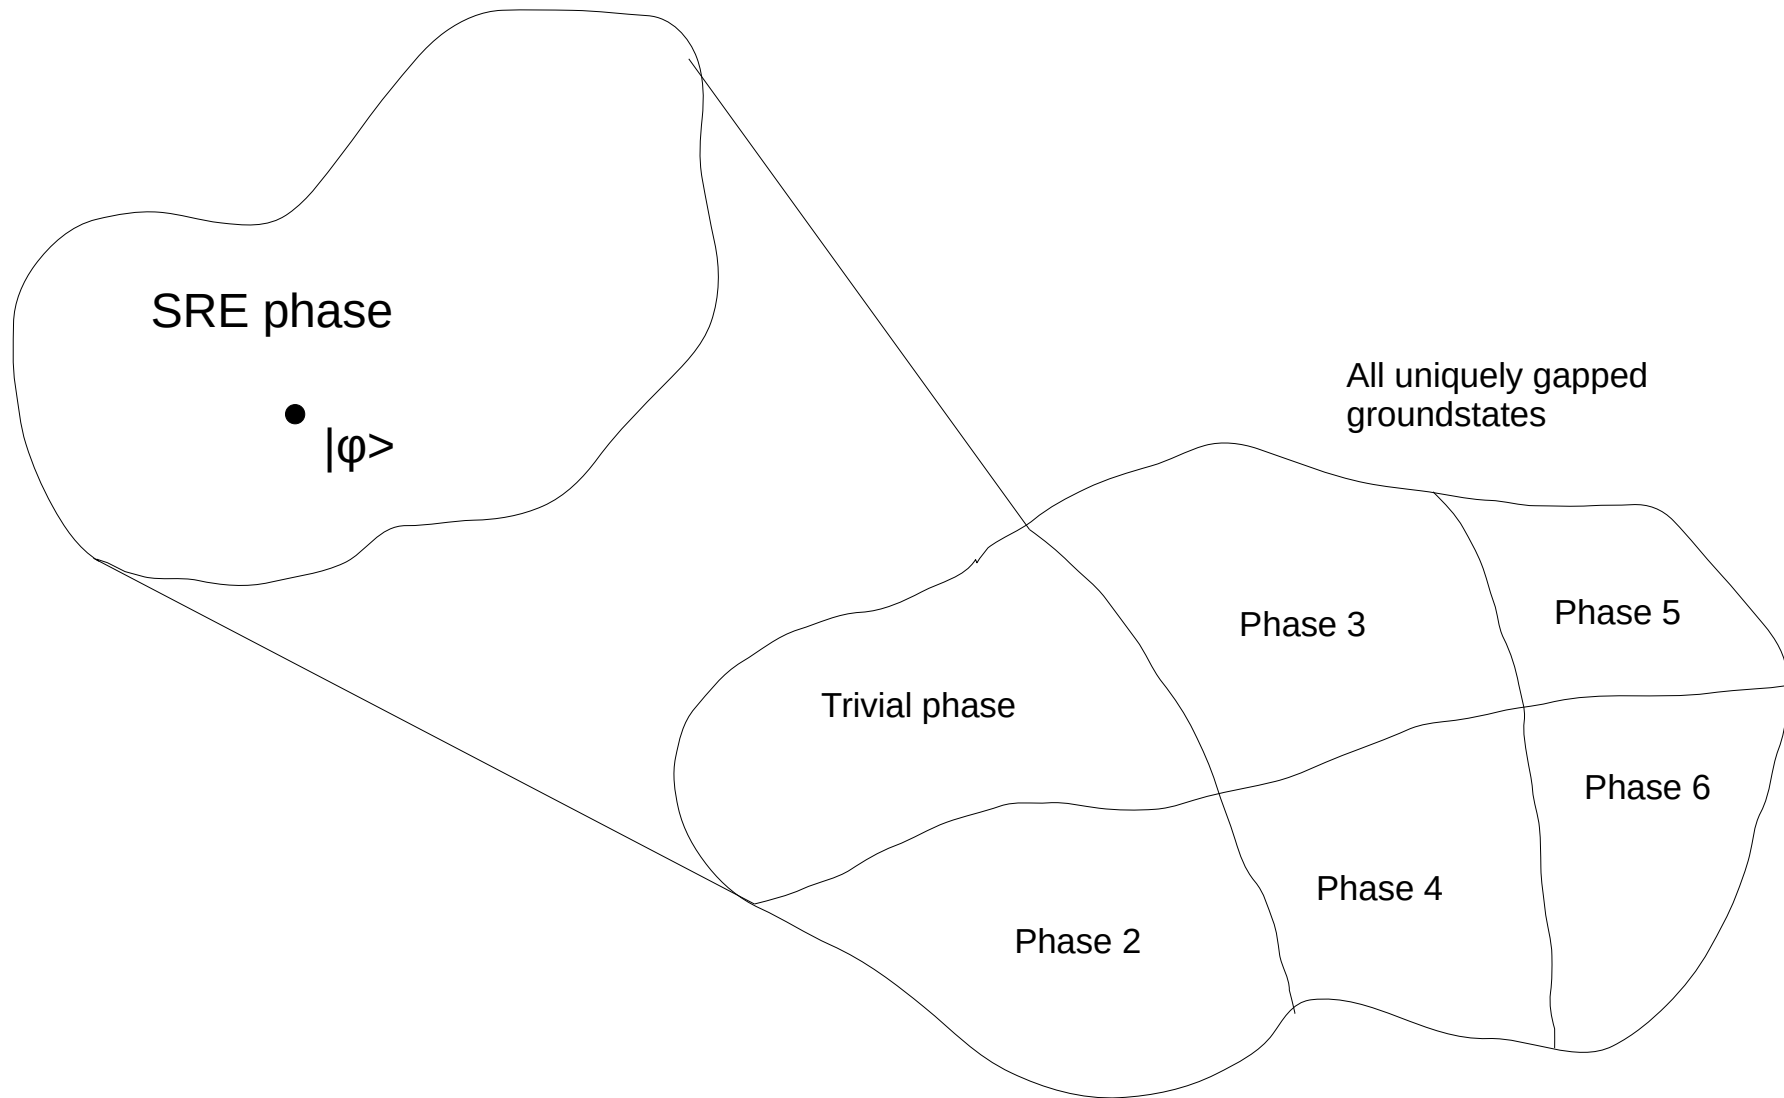 SRE phase
|φ>
All uniquely gapped
groundstates
Phase 3
Phase 5
Trivial phase
Phase 6
Phase 4
Phase 2